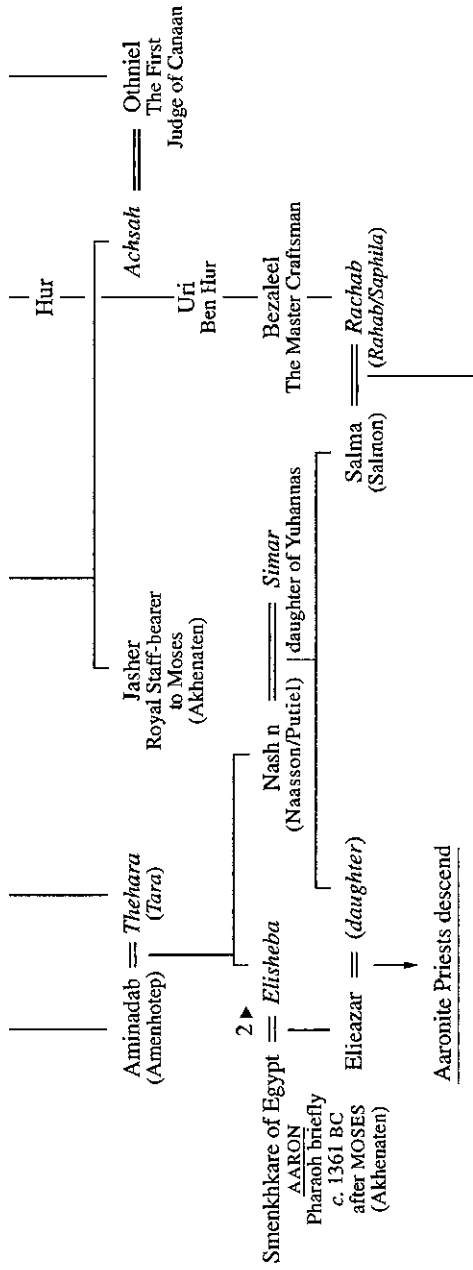 Hur
Aminadab == Thehara
(Amenhotep) (Tara)
Jasher
Royal Staff-bearer
to Moses
(Akhenaten)
Achsah == Othniel
The First
Judge of Canaan
Uri
Ben Hur
2 ►
Smenkhkare of Egypt == Elisheba
AARON
Pharaoh briefly
c. 1361 BC
after MOSES
(Akhenaten)
Nash n == Simar
(Naasson/Putiel) daughter of Yuhannas
Bezaleel
The Master Craftsman
Elieazar == (daughter)
Salma == Rachab
(Salmon) (Rahab/Saphila)
Aaronite Priests descend